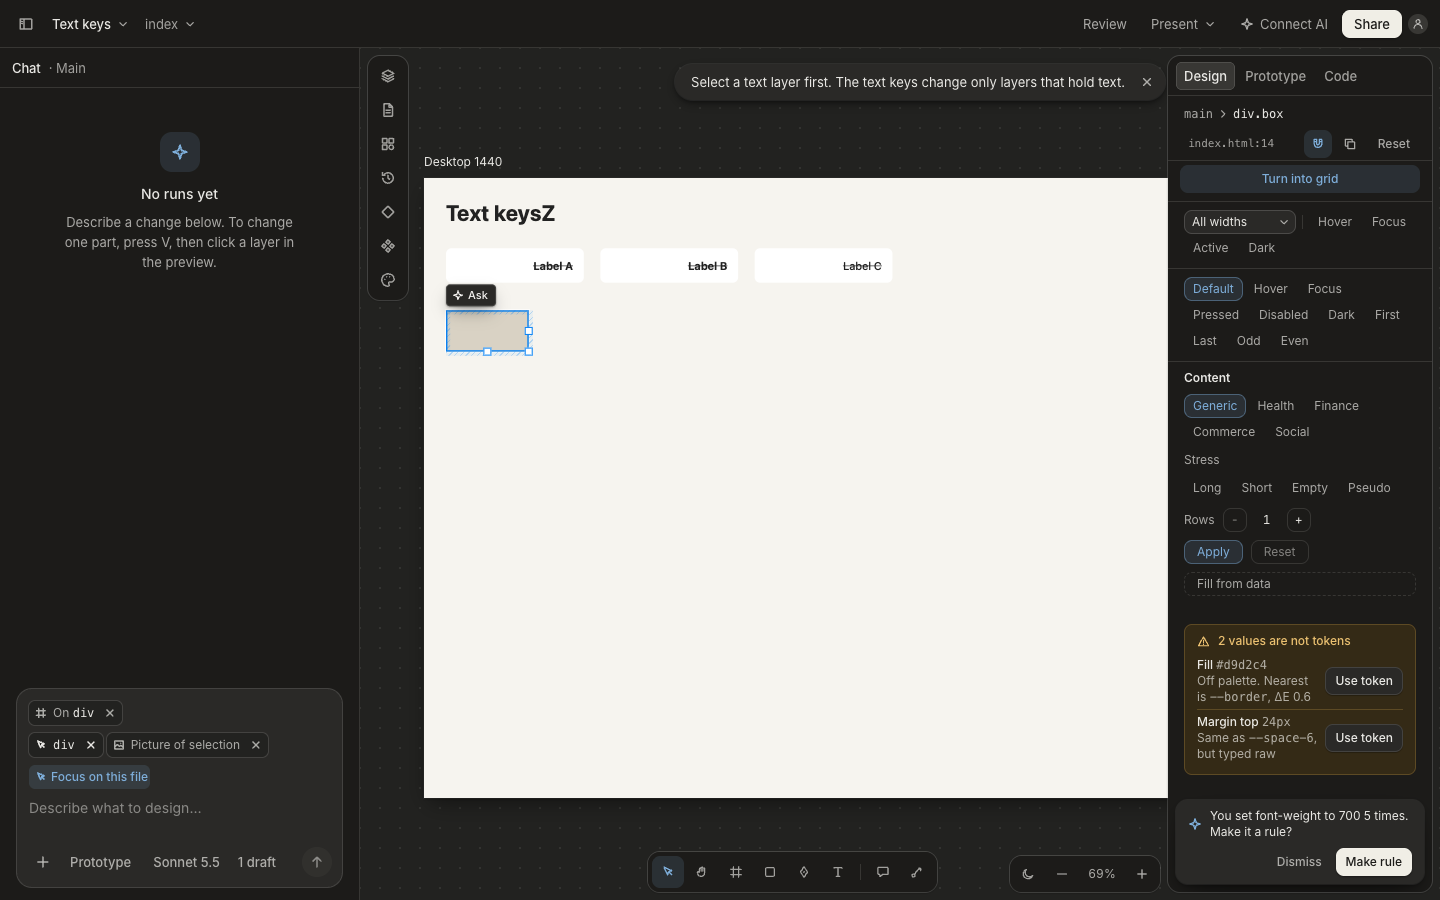 Text keys
index
Review
Present
Connect AI
Share
Chat · Main
No runs yet
Describe a change below. To change
one part, press V, then click a layer in
the preview.
On div
div
Picture of selection
Focus on this file
Describe what to design...
Prototype
Sonnet 5.5
1 draft
Select a text layer first. The text keys change only layers that hold text.
Desktop 1440
Text keysZ
Label A
Label B
Label C
Ask
69%
Design
Prototype
Code
main > div.box
index.html:14
Reset
Turn into grid
All widths
Hover
Focus
Active
Dark
Default
Hover
Focus
Pressed
Disabled
Dark
First
Last
Odd
Even
Content
Generic
Health
Finance
Commerce
Social
Stress
Long
Short
Empty
Pseudo
Rows - 1 +
Apply
Reset
Fill from data
2 values are not tokens
Fill #d9d2c4
Off palette. Nearest
is --border, ΔE 0.6
Use token
Margin top 24px
Same as --space-6,
but typed raw
Use token
You set font-weight to 700 5 times.
Make it a rule?
Dismiss
Make rule